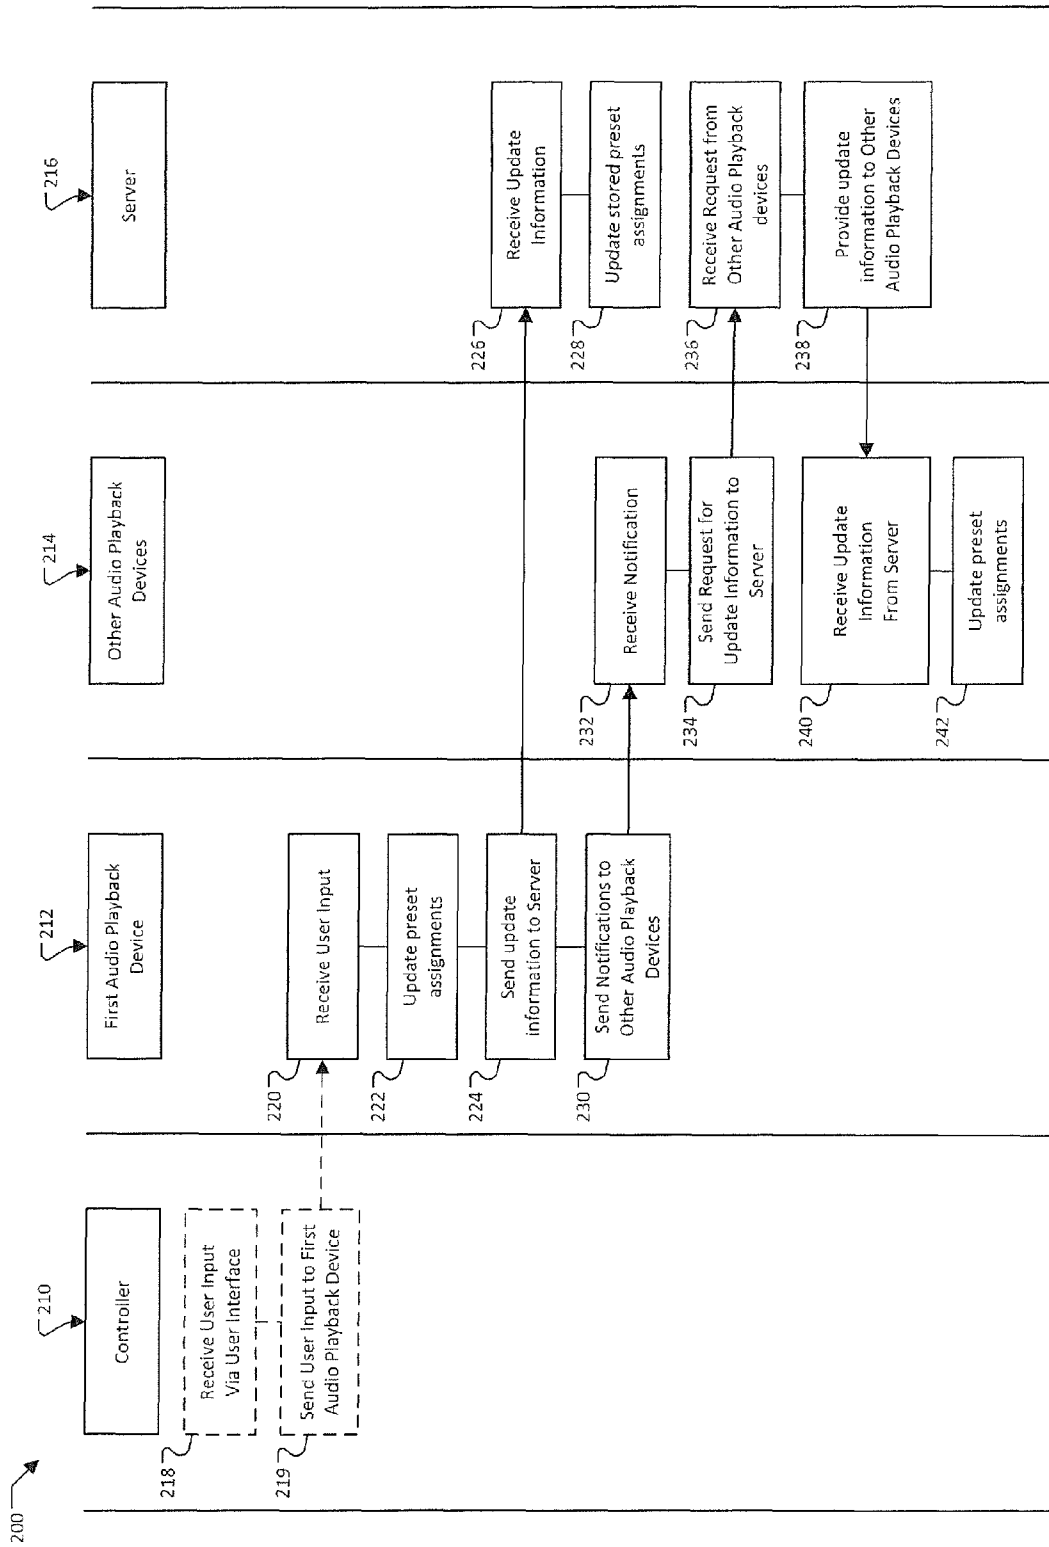 200
210
Controller
218
Receive User Input
Via User Interface
219
Send User Input to First
Audio Playback Device
212
First Audio Playback
Device
220
Receive User Input
222
Update preset
assignments
224
Send update
information to Server
230
Send Notifications to
Other Audio Playback
Devices
214
Other Audio Playback
Devices
232
Receive Notification
234
Send Request for
Update Information to
Server
240
Receive Update
Information
From Server
242
Update preset
assignments
216
Server
226
Receive Update
Information
228
Update stored preset
assignments
236
Receive Request from
Other Audio Playback
devices
238
Provide update
information to Other
Audio Playback Devices